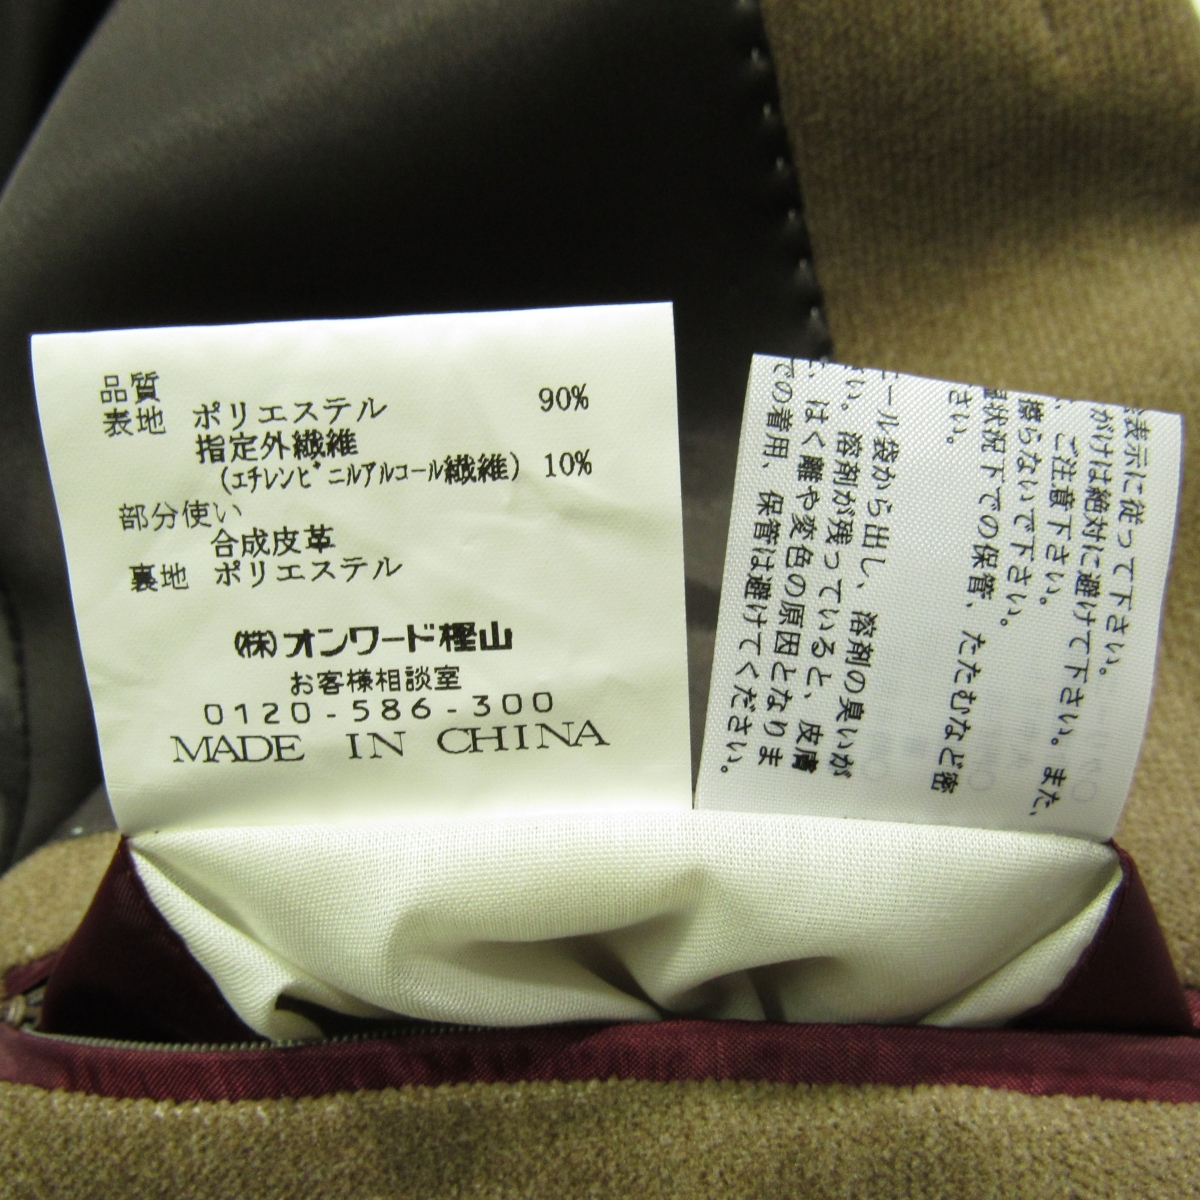 品質
表地 ポリエステル 90%
指定外繊維
(エチレンビニルアルコール繊維) 10%
部分使い
合成皮革
裏地 ポリエステル
(株)オンワード樫山
お客様相談室
0120-586-300
MADE IN CHINA
表示に従って下さい。
がけは絶対に避けて下さい。また、
、ご注意下さい。
擦らないで下さい。
湿状況下での保管、たたむなど密
さい。
ール袋から出し、溶剤の臭いが
い。溶剤が残っていると、皮膚
、はく離や変色の原因となりま
での着用、保管は避けてください。